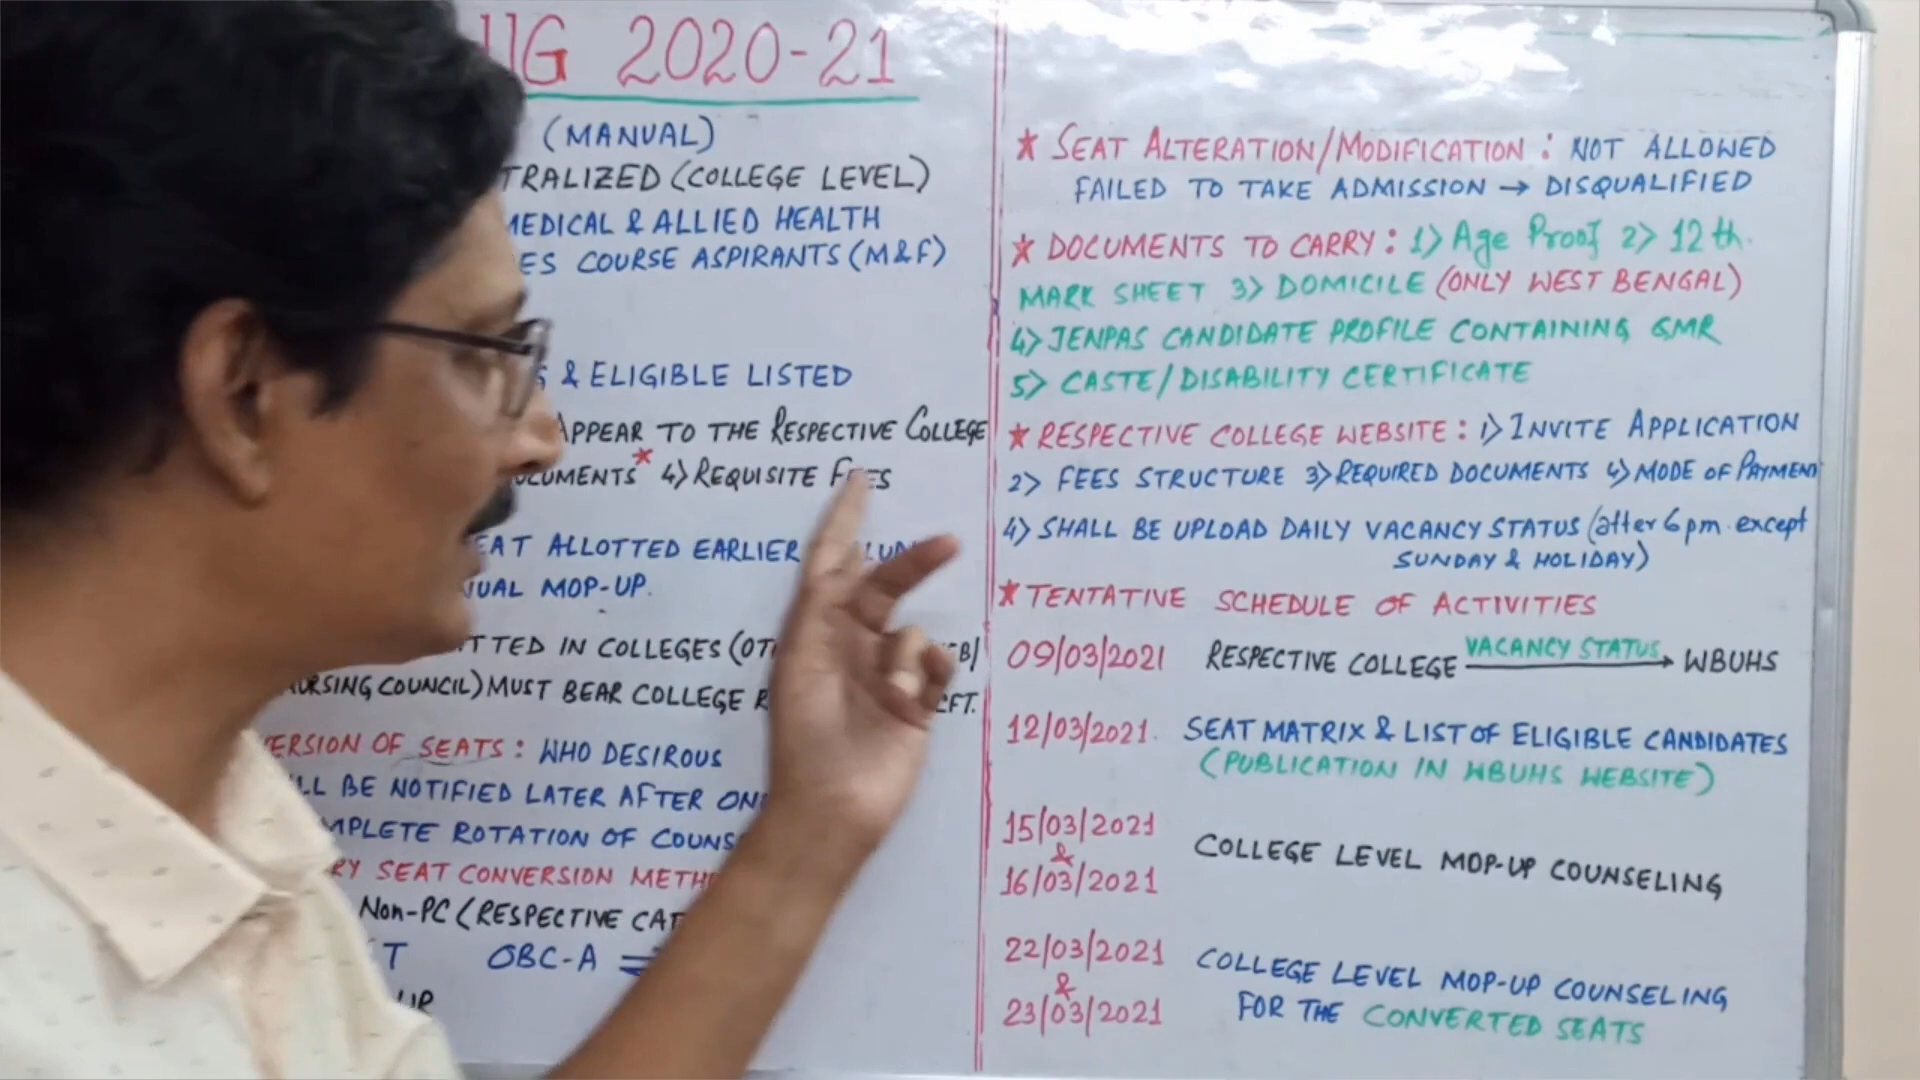 UG 2020-21
(MANUAL)
TRALIZED (COLLEGE LEVEL)
MEDICAL & ALLIED HEALTH
ES COURSE ASPIRANTS (M&F)
& ELIGIBLE LISTED
APPEAR TO THE RESPECTIVE COLLEGE
OCUMENTS* 4) REQUISITE FEES
EAT ALLOTTED EARLIER
NUAL MOP-UP.
TTED IN COLLEGES
NURSING COUNCIL) MUST BEAR COLLEGE
ERSION OF SEATS : WHO DESIROUS
LL BE NOTIFIED LATER AFTER
MPLETE ROTATION OF COUNS
RY SEAT CONVERSION METH
Non-PC (RESPECTIVE CAT
T OBC-A ⇌
UR
★ SEAT ALTERATION/MODIFICATION : NOT ALLOWED
FAILED TO TAKE ADMISSION → DISQUALIFIED
★ DOCUMENTS TO CARRY : 1) Age Proof 2) 12th.
MARK SHEET 3) DOMICILE (ONLY WEST BENGAL)
4) JENPAS CANDIDATE PROFILE CONTAINING GMR
5) CASTE/DISABILITY CERTIFICATE
★ RESPECTIVE COLLEGE WEBSITE : 1) INVITE APPLICATION
2) FEES STRUCTURE 3) REQUIRED DOCUMENTS 4) MODE OF PAYMENT
4) SHALL BE UPLOAD DAILY VACANCY STATUS (after 6 pm. except
SUNDAY & HOLIDAY)
★ TENTATIVE SCHEDULE OF ACTIVITIES
09/03/2021 RESPECTIVE COLLEGE VACANCY STATUS → WBUHS
12/03/2021. SEAT MATRIX & LIST OF ELIGIBLE CANDIDATES
(PUBLICATION IN WBUHS WEBSITE)
15/03/2021
&
16/03/2021
COLLEGE LEVEL MOP-UP COUNSELING
22/03/2021
&
23/03/2021
COLLEGE LEVEL MOP-UP COUNSELING
FOR THE CONVERTED SEATS